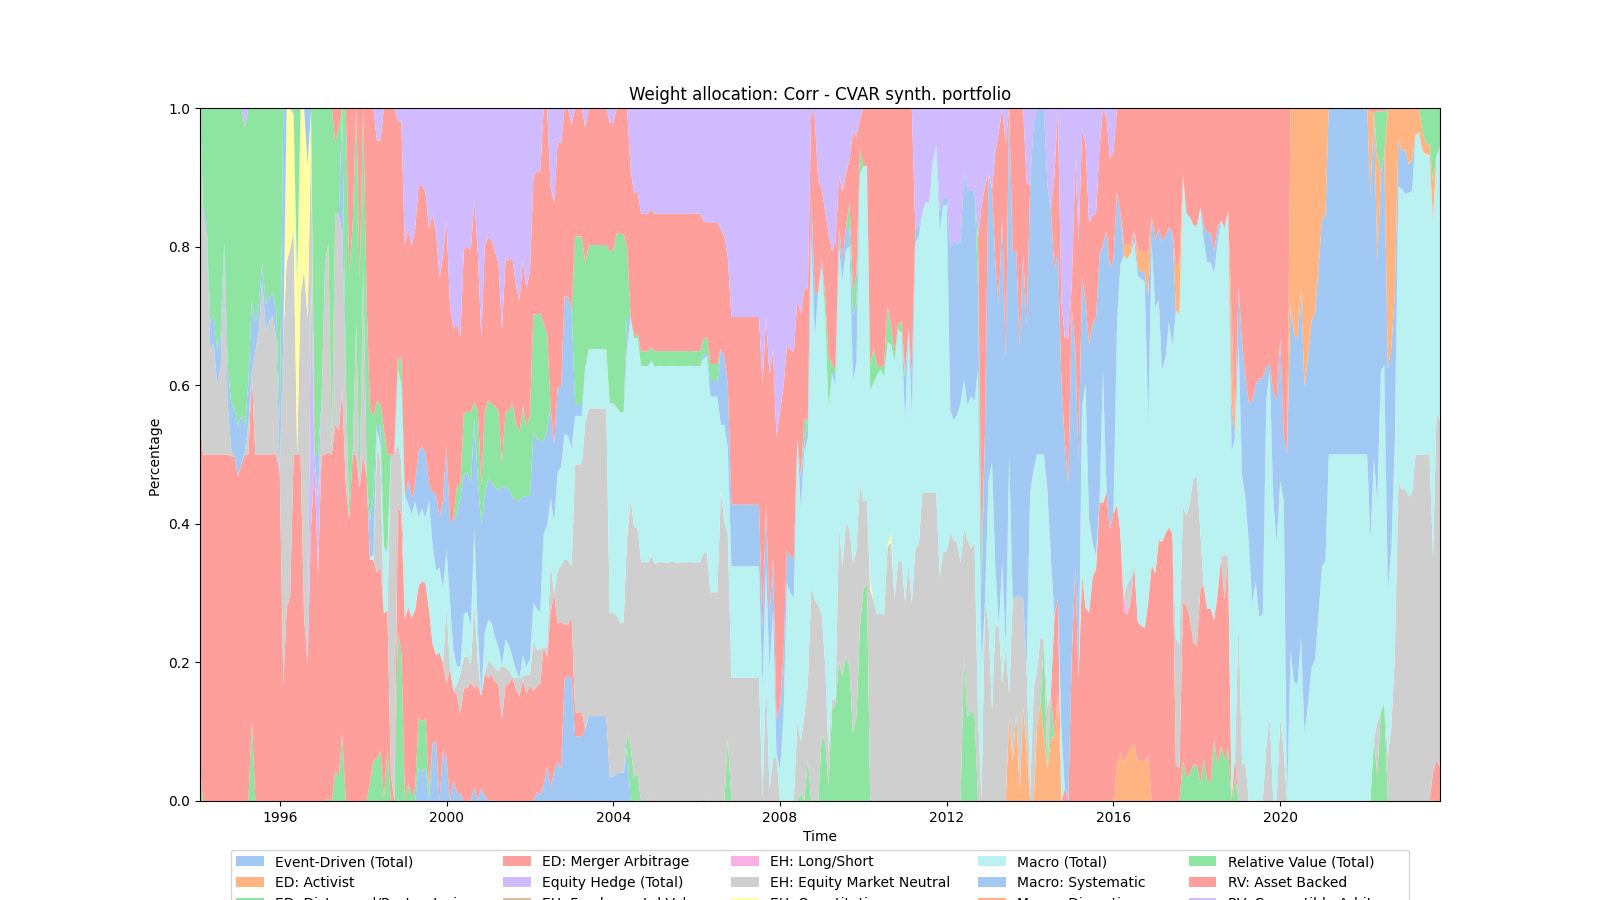 Weight allocation: Corr - CVAR synth. portfolio
1.0
0.8
0.6
0.4
0.2
0.0
Percentage
1996 2000 2004 2008 2012 2016 2020
Time
Event-Driven (Total) ED: Merger Arbitrage EH: Long/Short Macro (Total) Relative Value (Total)
ED: Activist Equity Hedge (Total) EH: Equity Market Neutral Macro: Systematic RV: Asset Backed